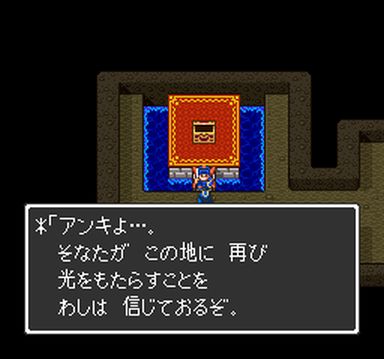 *「アンキよ…。
そなたが この地に 再び
光をもたらすことを
わしは 信じておるぞ。